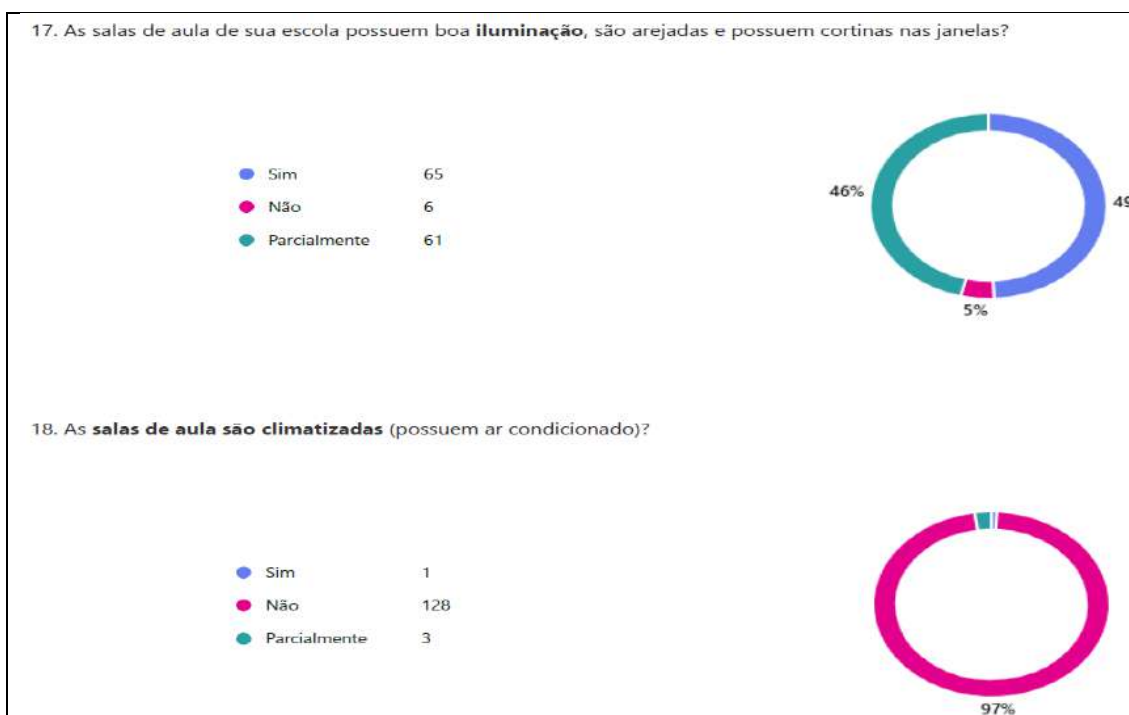 17. As salas de aula de sua escola possuem boa iluminação, são arejadas e possuem cortinas nas janelas?
Sim 65
Não 6
Parcialmente 61
46%
49
5%
18. As salas de aula são climatizadas (possuem ar condicionado)?
Sim 1
Não 128
Parcialmente 3
97%